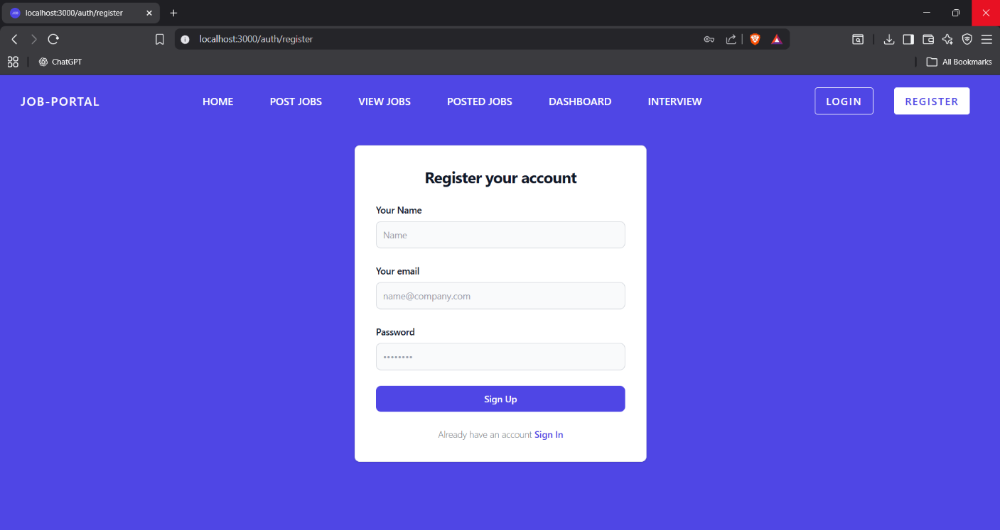 localhost:3000/auth/register
localhost:3000/auth/register
ChatGPT
All Bookmarks
JOB-PORTAL HOME POST JOBS VIEW JOBS POSTED JOBS DASHBOARD INTERVIEW LOGIN REGISTER
Register your account
Your Name
Name
Your email
name@company.com
Password
••••••••
Sign Up
Already have an account Sign In